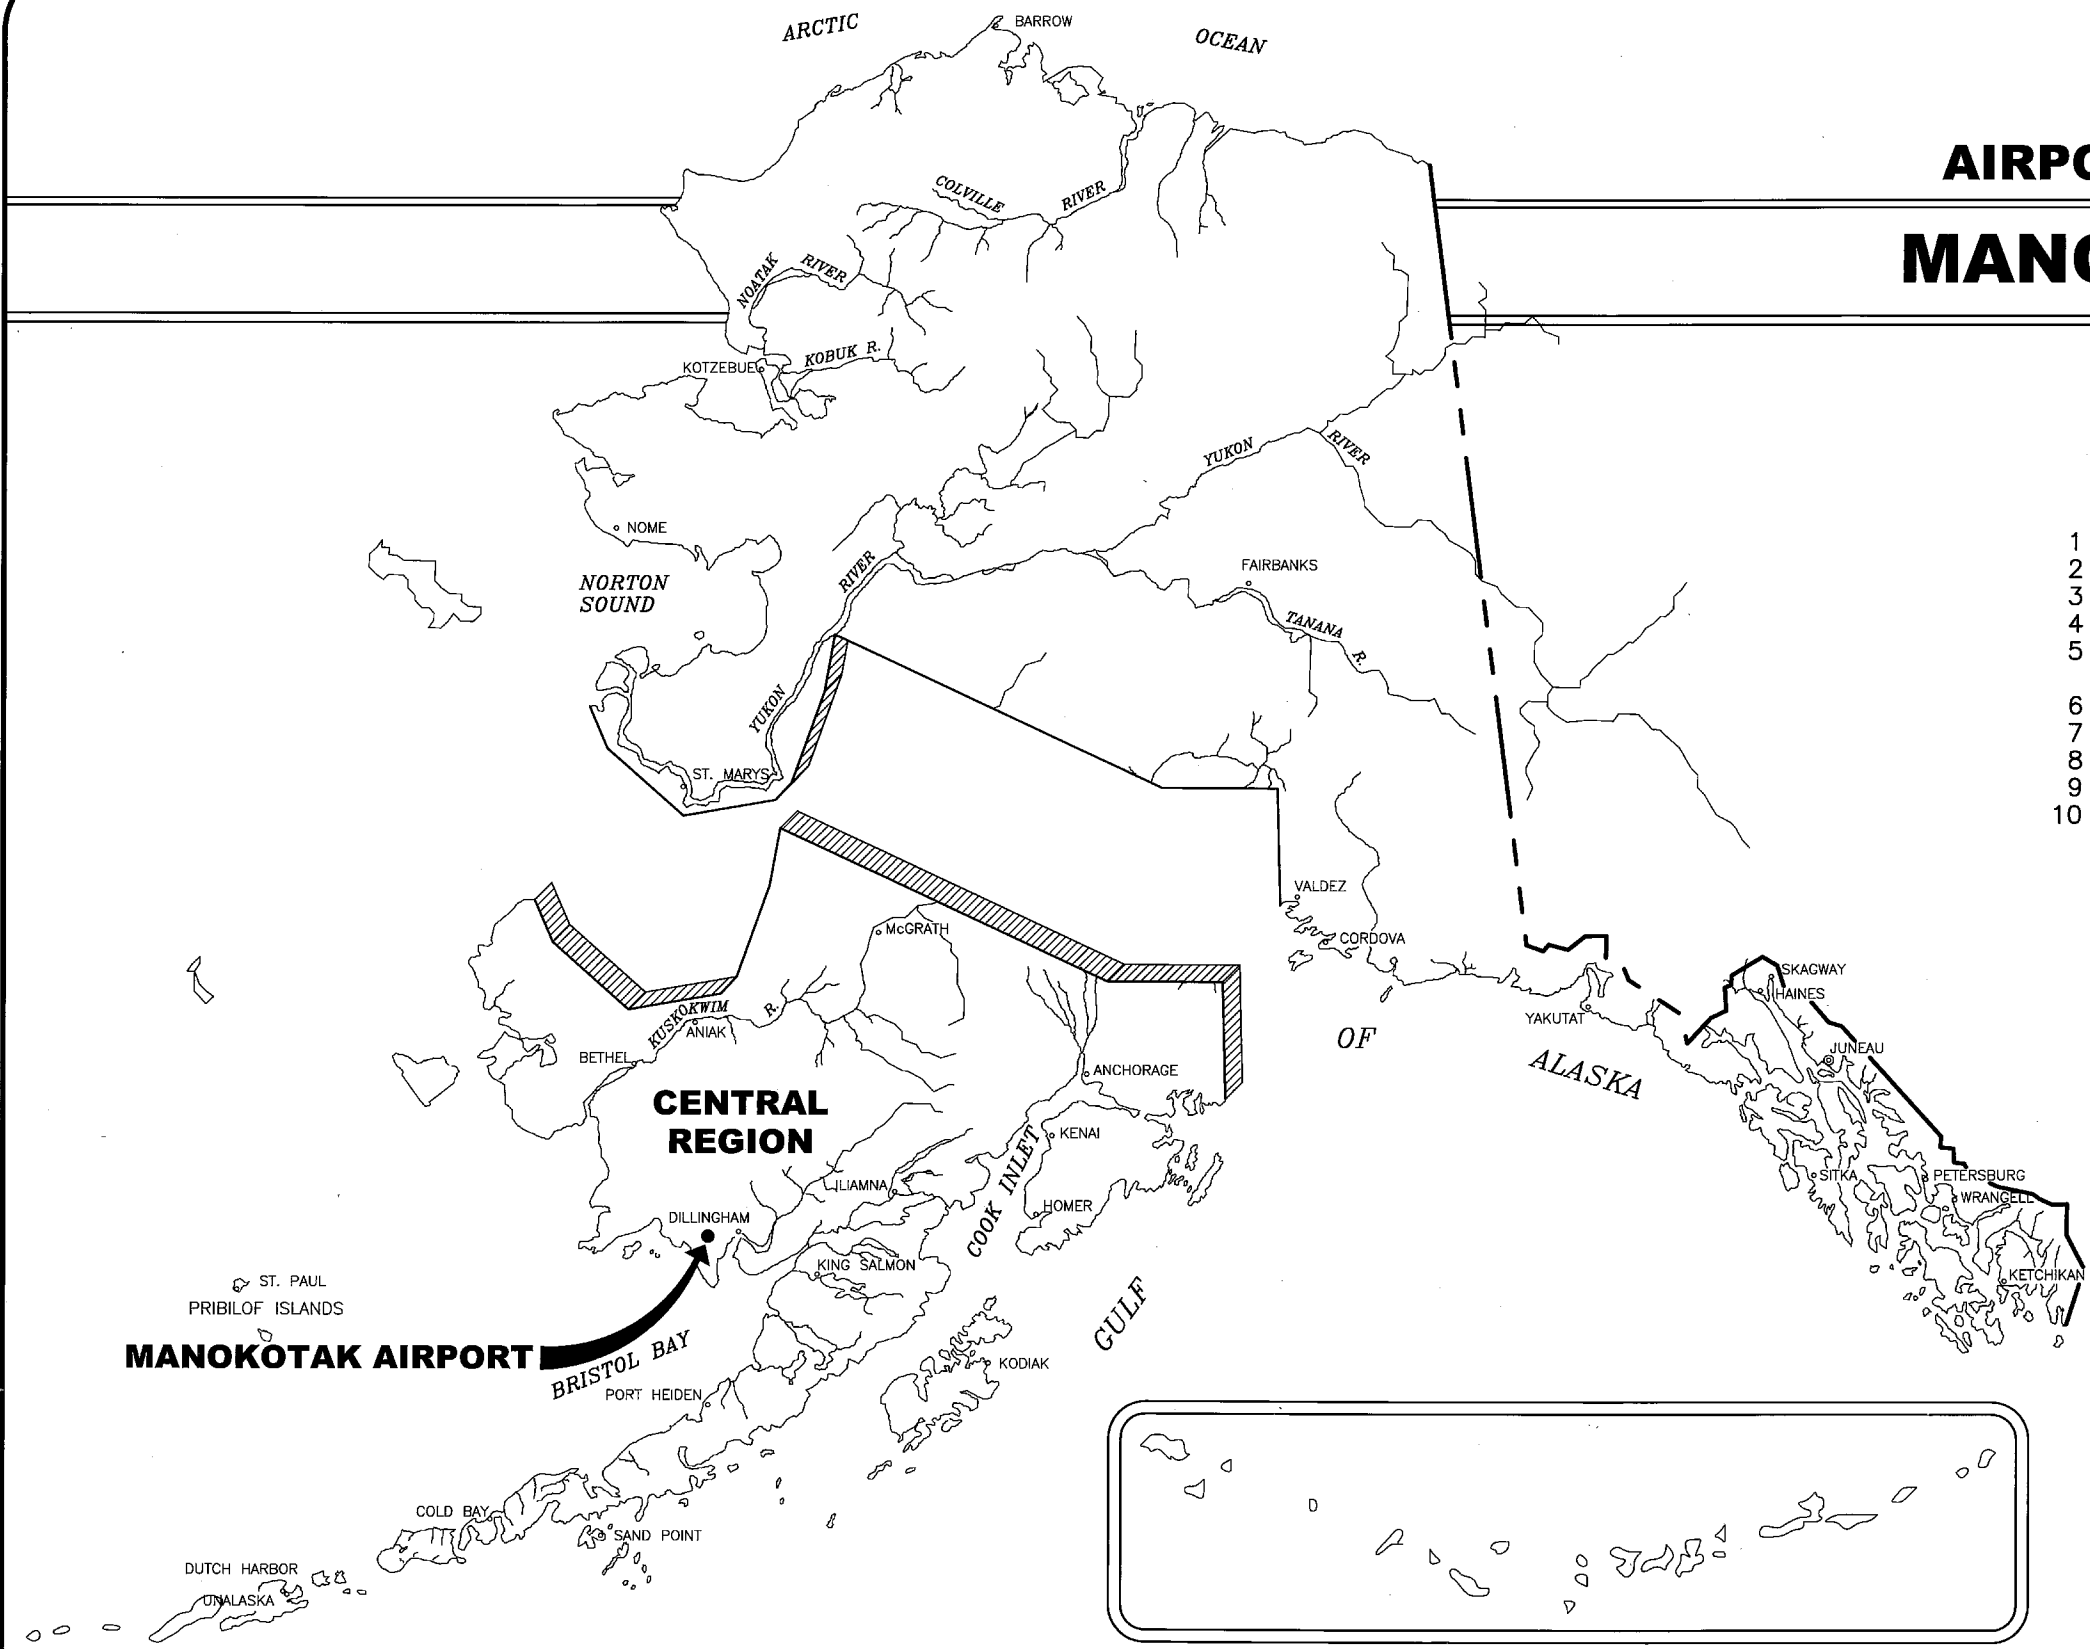 ARCTIC
BARROW
OCEAN
AIRPO
COLVILLE
RIVER
MANO
NOATAK
RIVER
KOBUK R.
KOTZEBUE
YUKON
RIVER
NOME
1
NORTON
SOUND
RIVER
FAIRBANKS
2
3
TANANA
R.
4
5
YUKON
6
7
ST. MARYS
8
9
10
VALDEZ
McGRATH
CORDOVA
SKAGWAY
HAINES
KUSKOKWIM
R.
ANIAK
YAKUTAT
OF
BETHEL
JUNEAU
ANCHORAGE
ALASKA
CENTRAL
REGION
KENAI
COOK INLET
ILIAMNA
SITKA
PETERSBURG
WRANGELL
HOMER
DILLINGHAM
KING SALMON
KETCHIKAN
ST. PAUL
PRIBILOF ISLANDS
GULF
MANOKOTAK AIRPORT
BRISTOL BAY
KODIAK
PORT HEIDEN
COLD BAY
SAND POINT
DUTCH HARBOR
UNALASKA